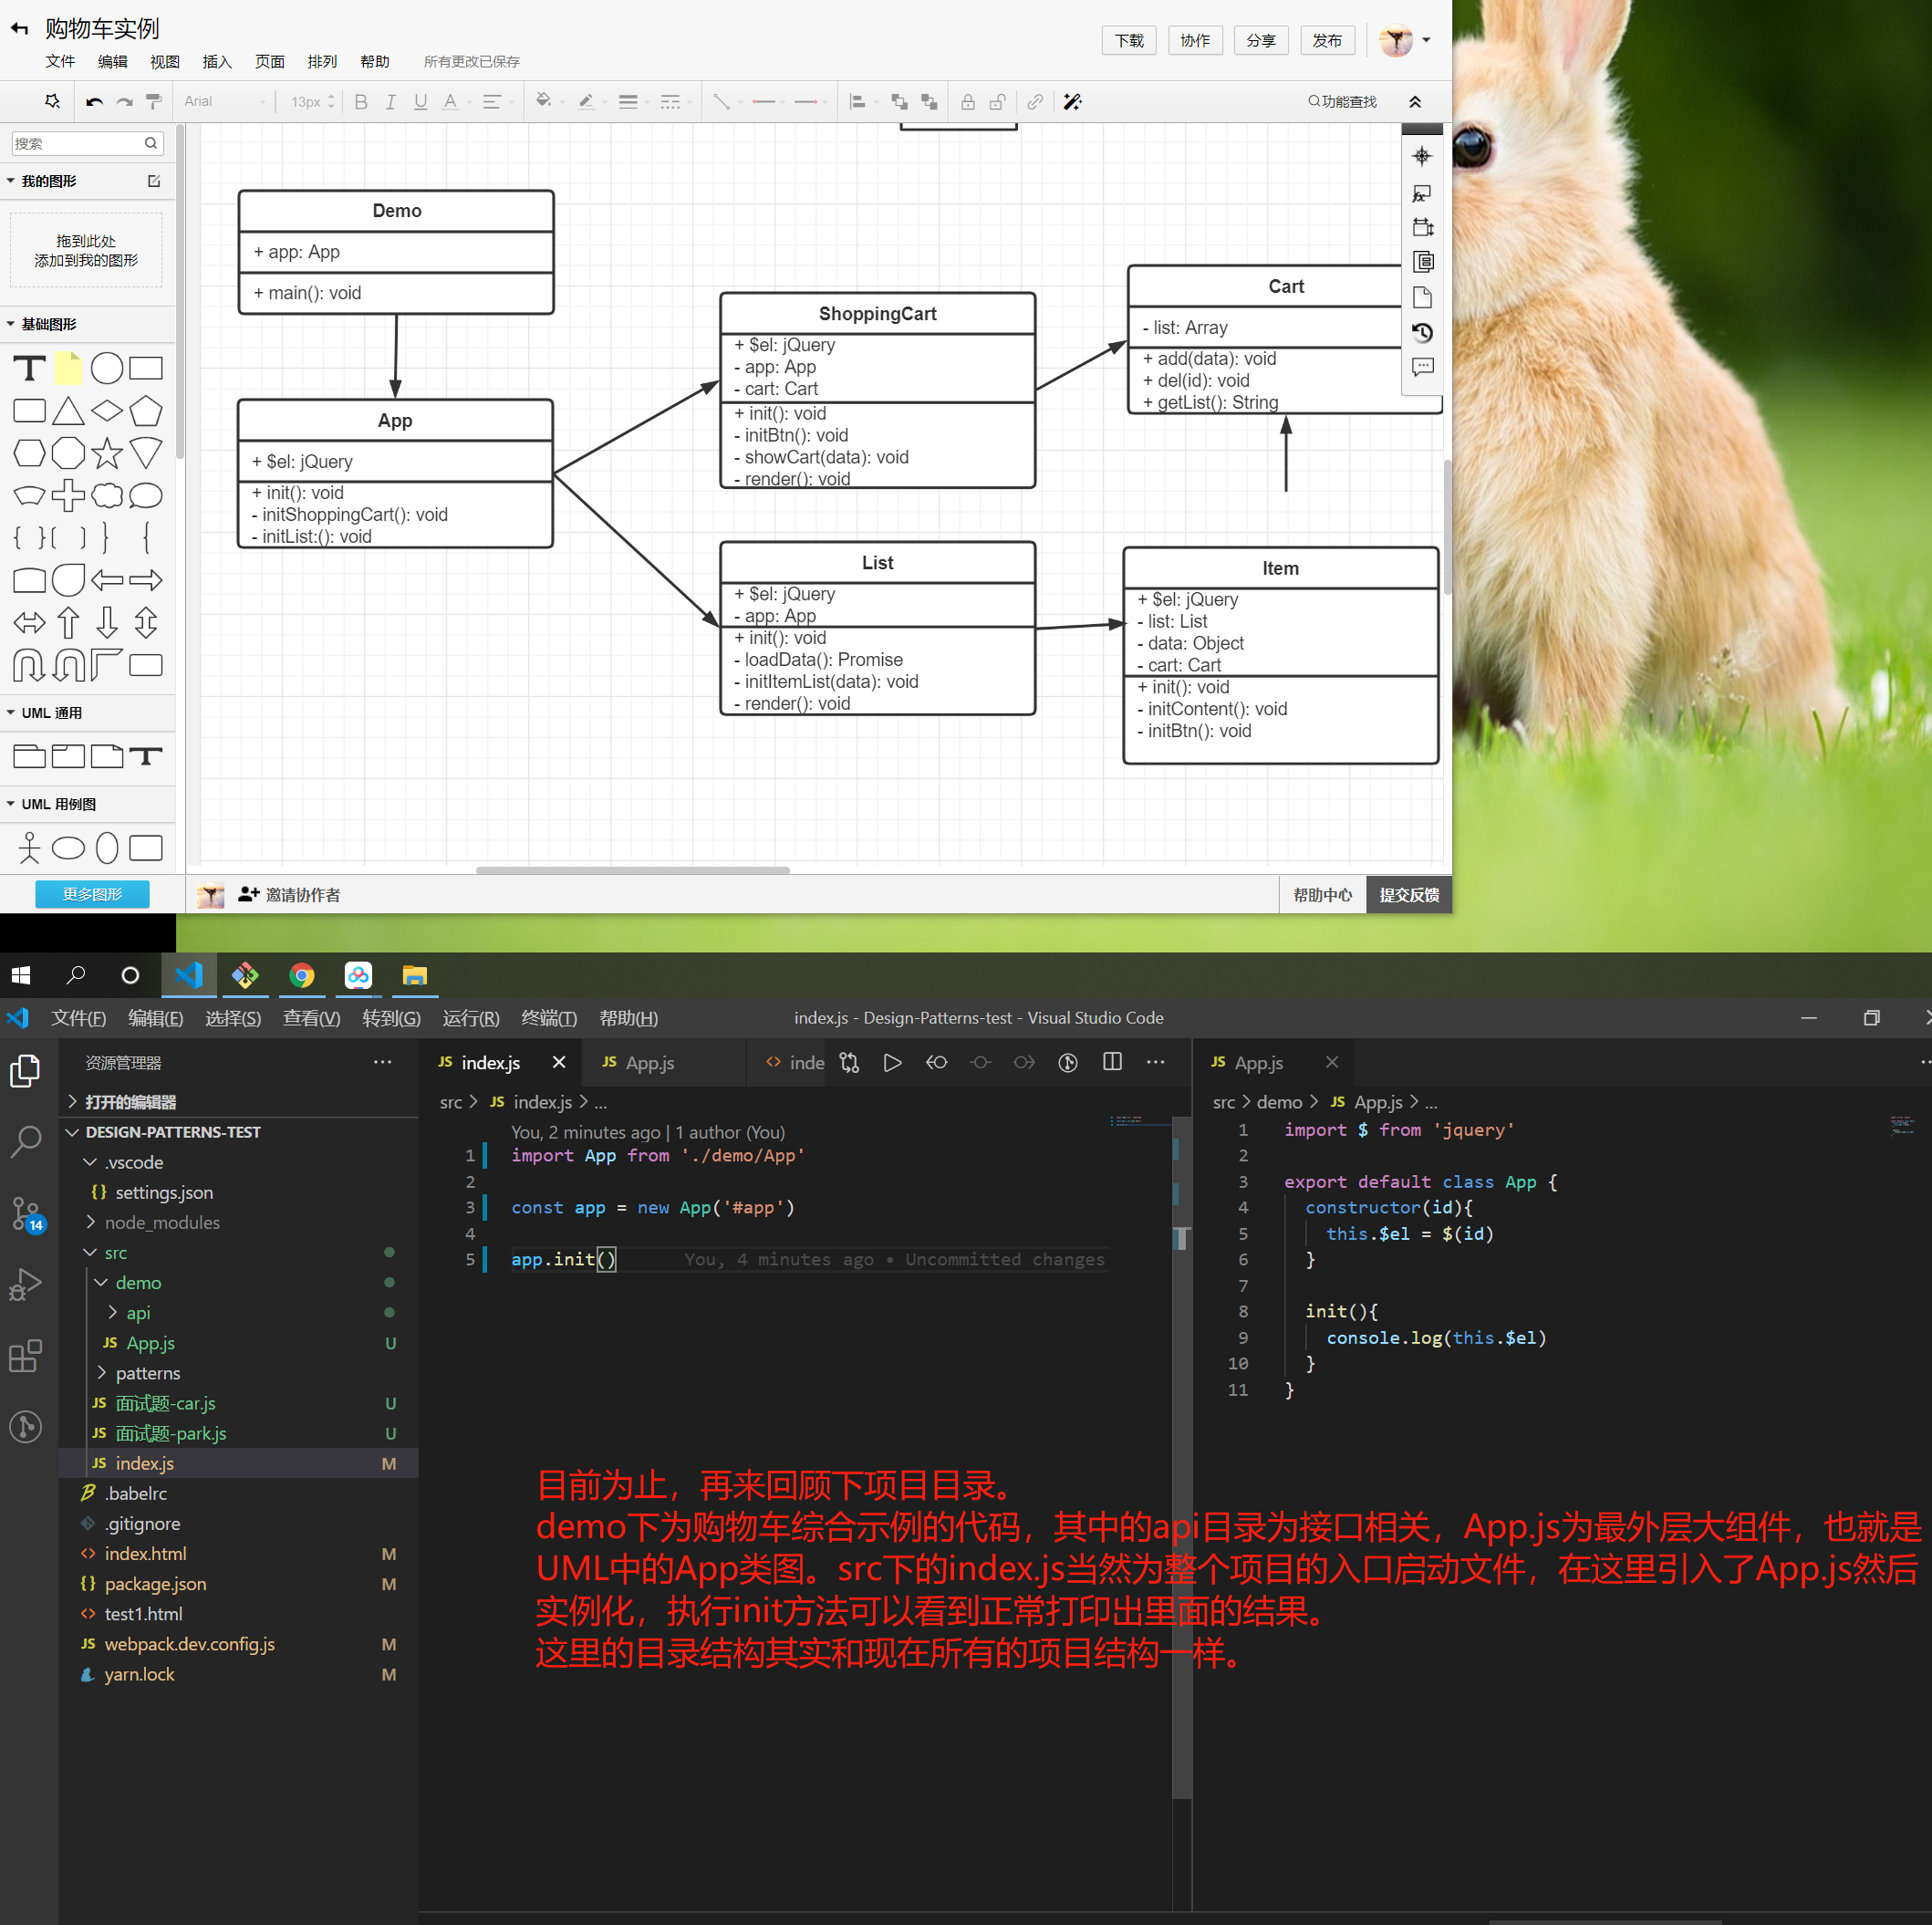 购物车实例
文件 编辑 视图 插入 页面 排列 帮助 所有更改已保存
下载 协作 分享 发布
Arial 13px B I U A
功能查找
搜索
我的图形
拖到此处
添加到我的图形
基础图形
UML 通用
UML 用例图
更多图形
Demo
+ app: App
+ main(): void
App
+ $el: jQuery
+ init(): void
- initShoppingCart(): void
- initList:(): void
ShoppingCart
+ $el: jQuery
- app: App
- cart: Cart
+ init(): void
- initBtn(): void
- showCart(data): void
- render(): void
List
+ $el: jQuery
- app: App
+ init(): void
- loadData(): Promise
- initItemList(data): void
- render(): void
Cart
- list: Array
+ add(data): void
+ del(id): void
+ getList(): String
Item
+ $el: jQuery
- list: List
- data: Object
- cart: Cart
+ init(): void
- initContent(): void
- initBtn(): void
邀请协作者
帮助中心 提交反馈
文件(F) 编辑(E) 选择(S) 查看(V) 转到(G) 运行(R) 终端(T) 帮助(H)
index.js - Design-Patterns-test - Visual Studio Code
14
资源管理器 ...
打开的编辑器
DESIGN-PATTERNS-TEST
.vscode
{} settings.json
node_modules
src
demo
api
JS App.js U
patterns
JS 面试题-car.js U
JS 面试题-park.js U
JS index.js M
.babelrc
.gitignore
<> index.html M
{} package.json M
<> test1.html
JS webpack.dev.config.js M
yarn.lock M
JS index.js JS App.js <> inde
src > JS index.js > ...
You, 2 minutes ago | 1 author (You)
1 import App from './demo/App'
2
3 const app = new App('#app')
4
5 app.init() You, 4 minutes ago • Uncommitted changes
JS App.js
src > demo > JS App.js > ...
1 import $ from 'jquery'
2
3 export default class App {
4 constructor(id){
5 this.$el = $(id)
6 }
7
8 init(){
9 console.log(this.$el)
10 }
11 }
目前为止，再来回顾下项目目录。
demo下为购物车综合示例的代码，其中的api目录为接口相关，App.js为最外层大组件，也就是
UML中的App类图。src下的index.js当然为整个项目的入口启动文件，在这里引入了App.js然后
实例化，执行init方法可以看到正常打印出里面的结果。
这里的目录结构其实和现在所有的项目结构一样。